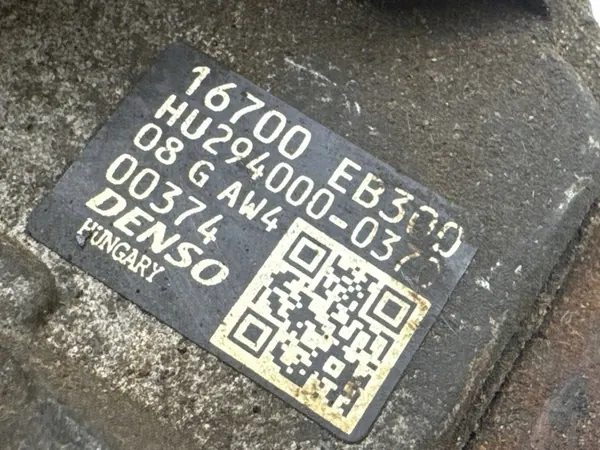 16700 EB300
HU294000-037
08 G AW4
00374
DENSO
HUNGARY